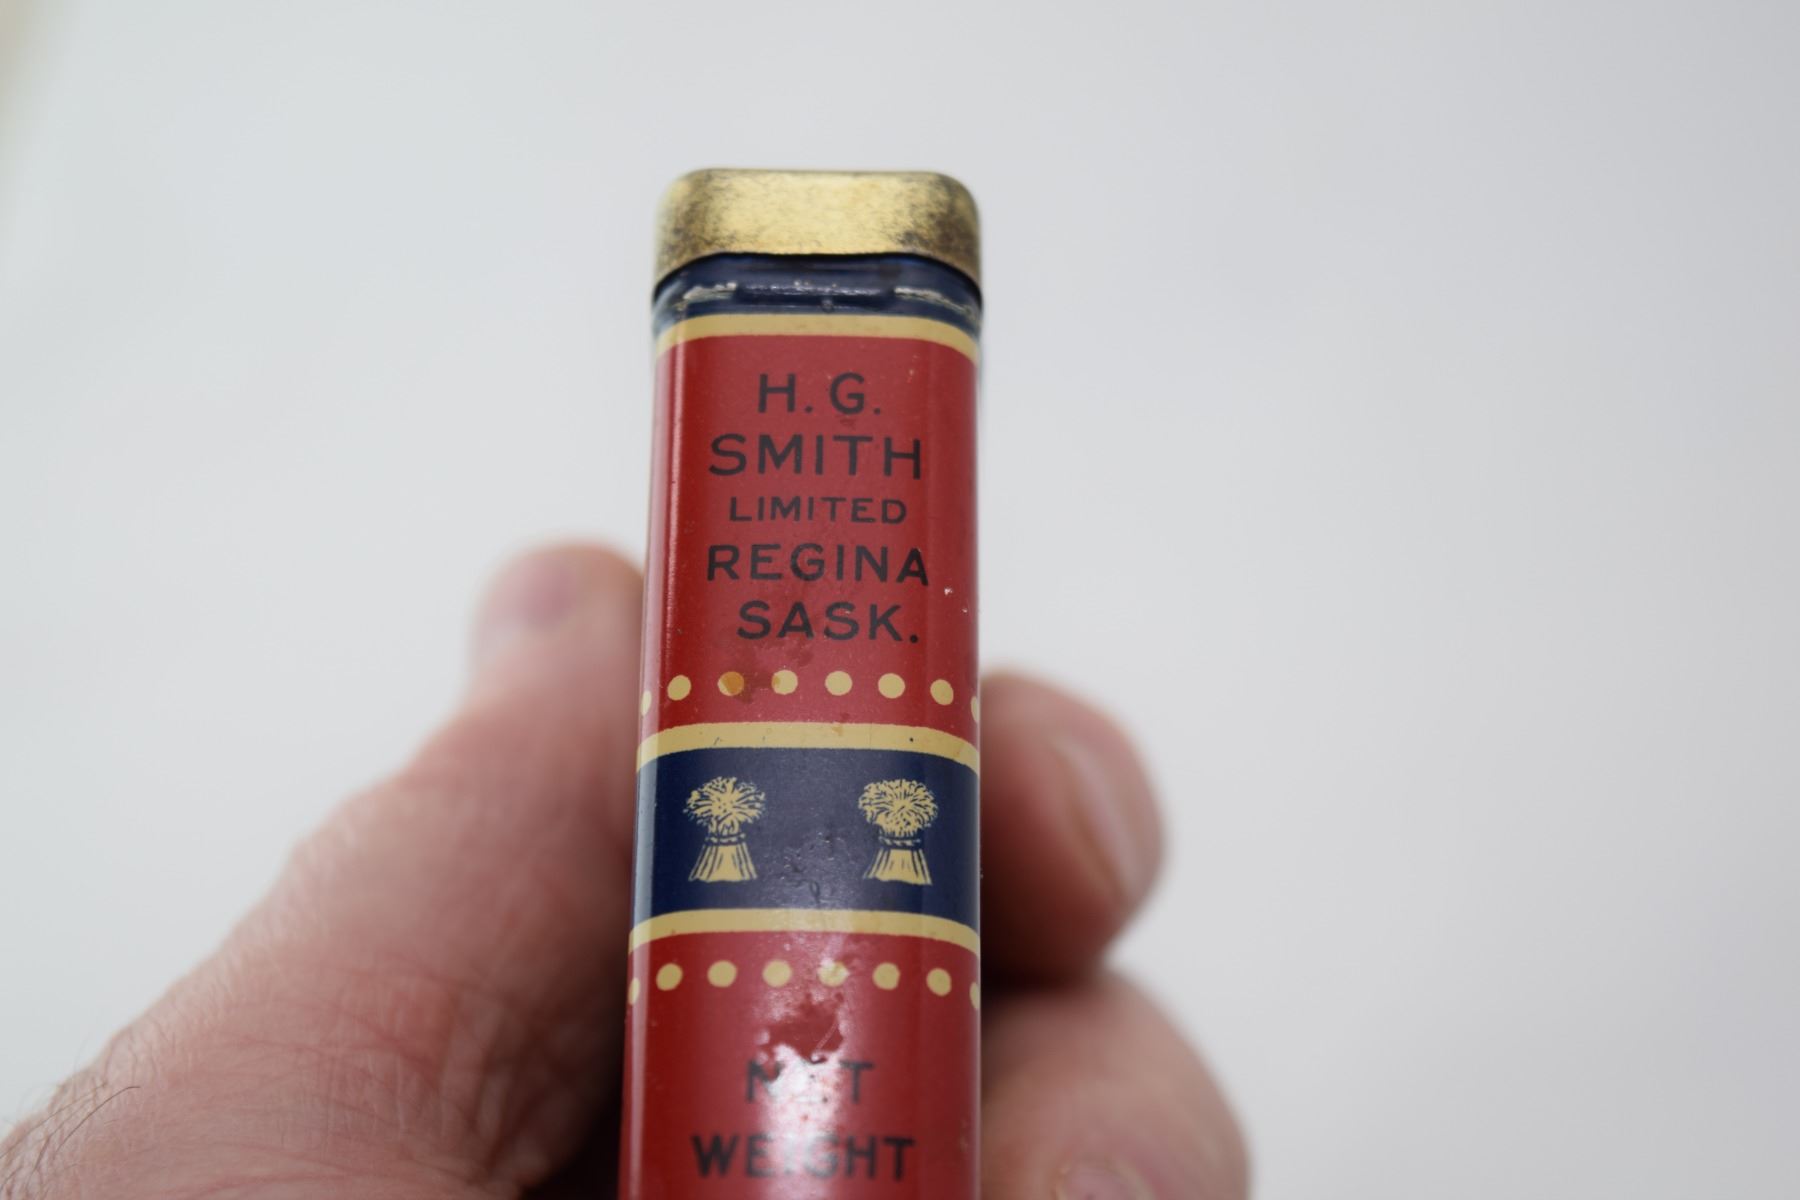 H. G.
SMITH
LIMITED
REGINA
SASK.
NET
WEIGHT